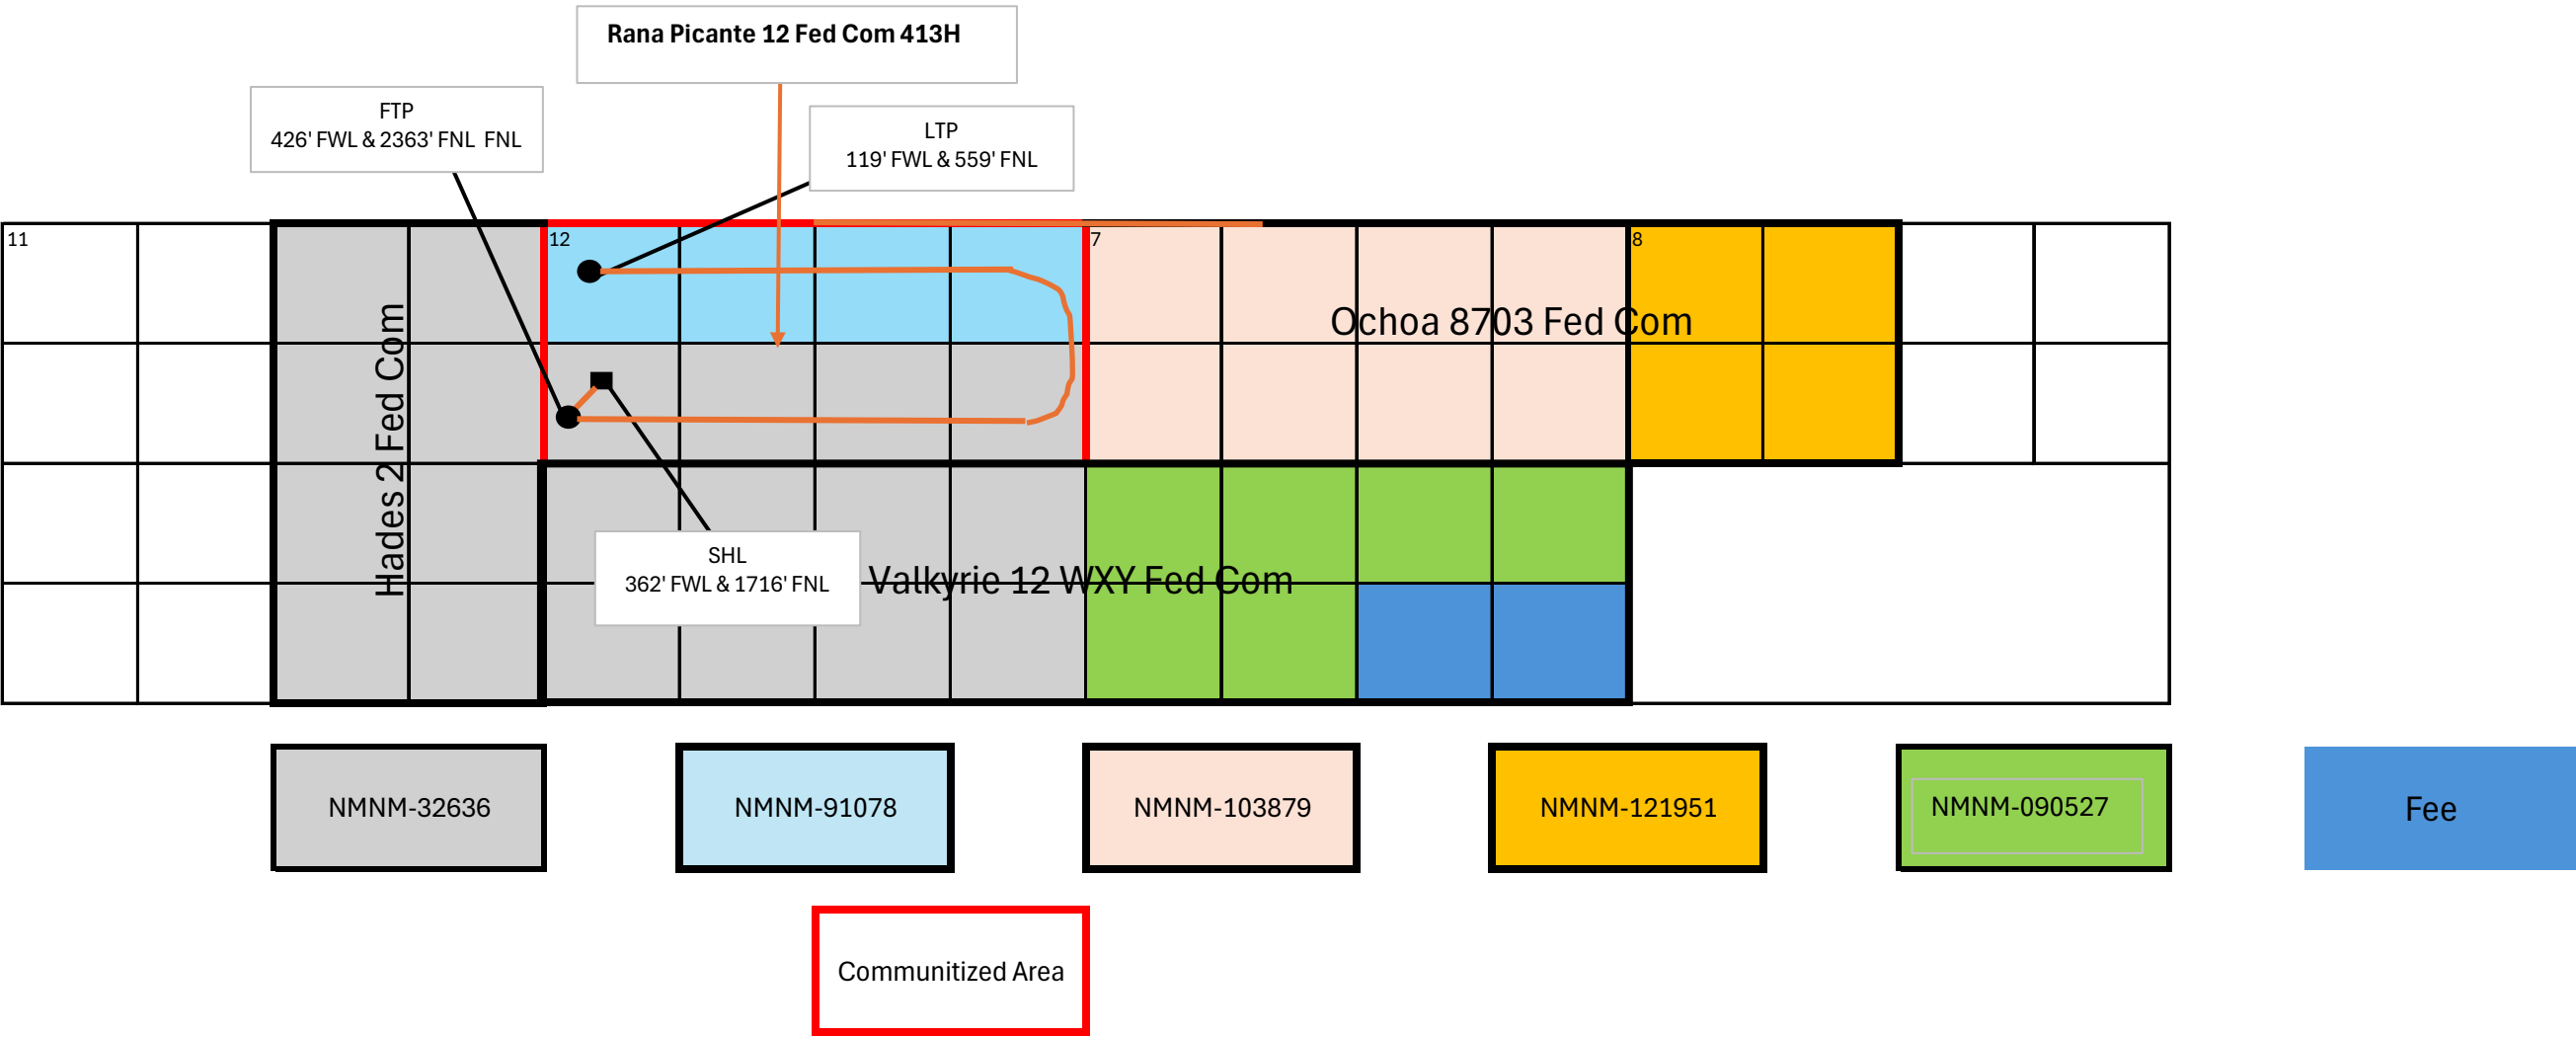 Rana Picante 12 Fed Com 413H
FTP
426' FWL & 2363' FNL  FNL
LTP
119' FWL & 559' FNL
11
12
7
8
Hades 2 Fed Com
Ochoa 8703 Fed Com
SHL
362' FWL & 1716' FNL
Valkyrie 12 WXY Fed Com
NMNM-32636
NMNM-91078
NMNM-103879
NMNM-121951
NMNM-090527
Fee
Communitized Area